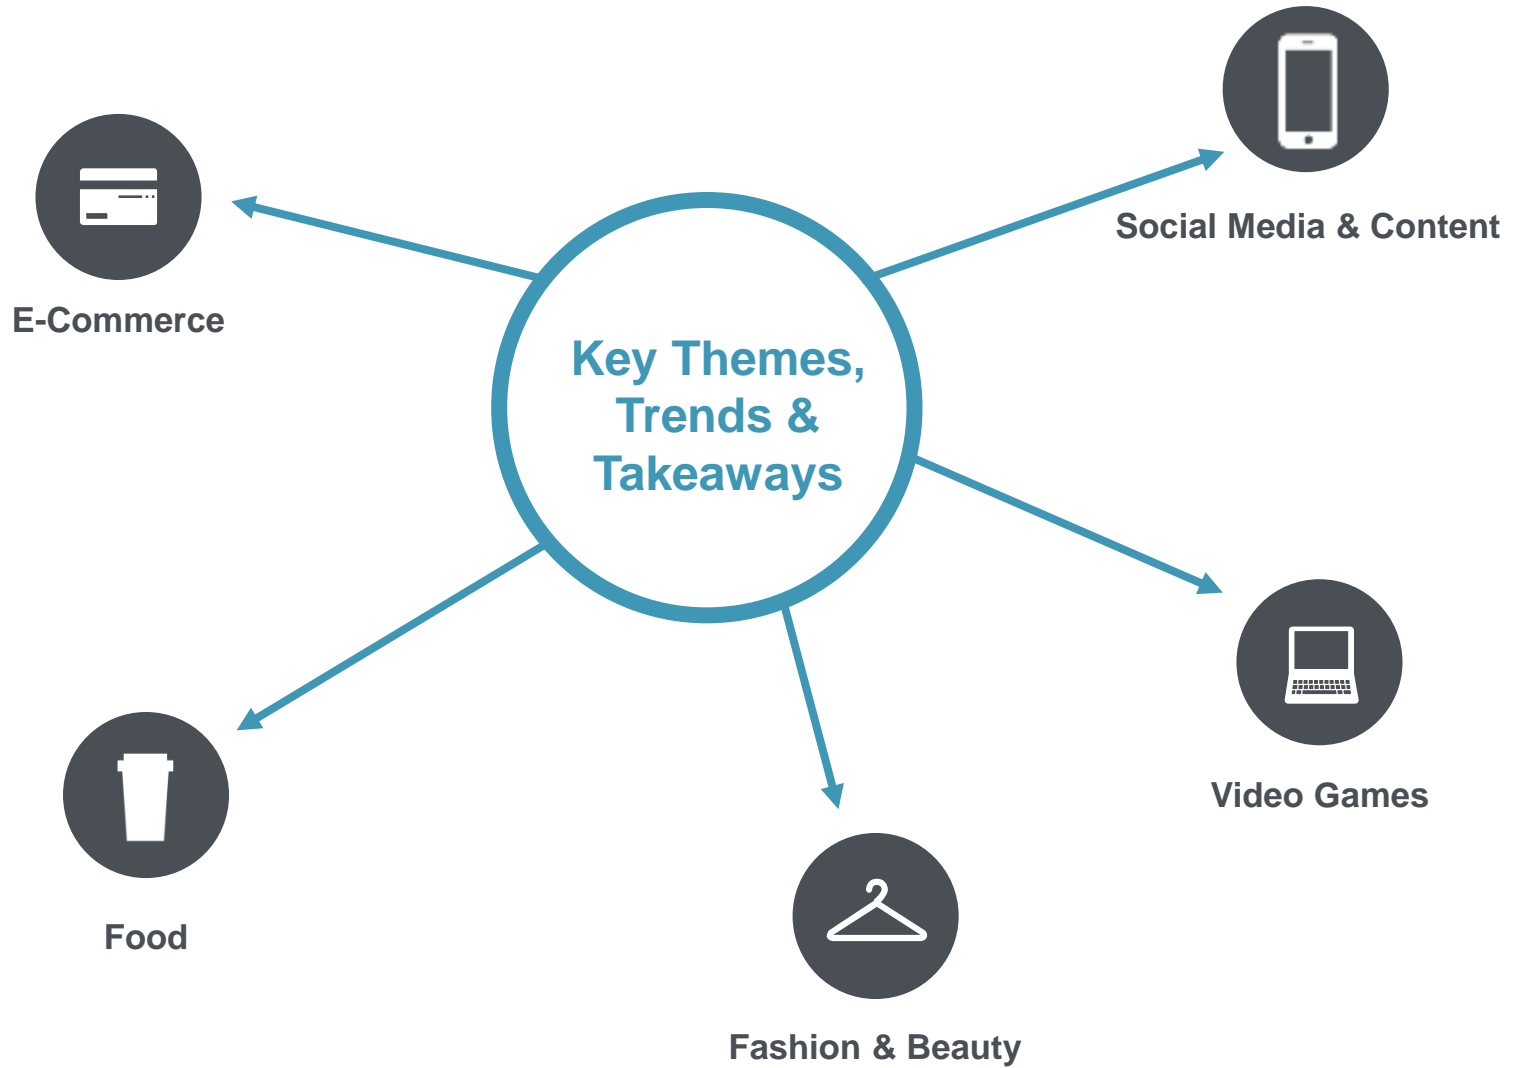 Social Media & Content
E-Commerce
Key Themes,
Trends &
Takeaways
Video Games
Food
Fashion & Beauty